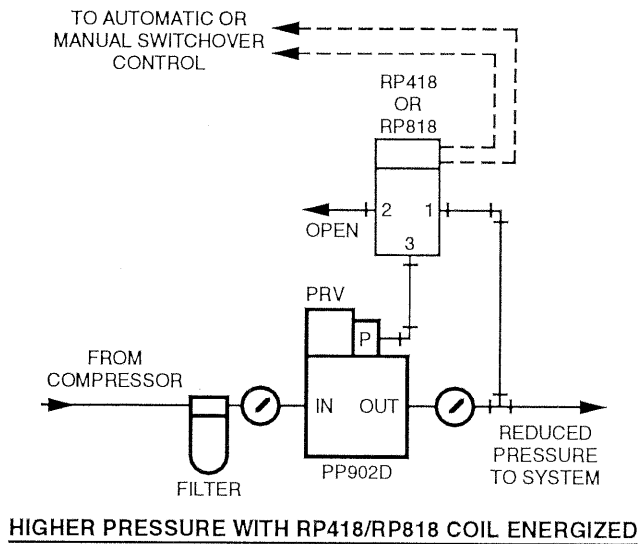 TO AUTOMATIC OR
MANUAL SWITCHOVER
CONTROL
RP418
OR
RP818
2
1
OPEN
3
PRV
P
FROM
COMPRESSOR
IN
OUT
REDUCED
PRESSURE
TO SYSTEM
PP902D
FILTER
HIGHER PRESSURE WITH RP418/RP818 COIL ENERGIZED